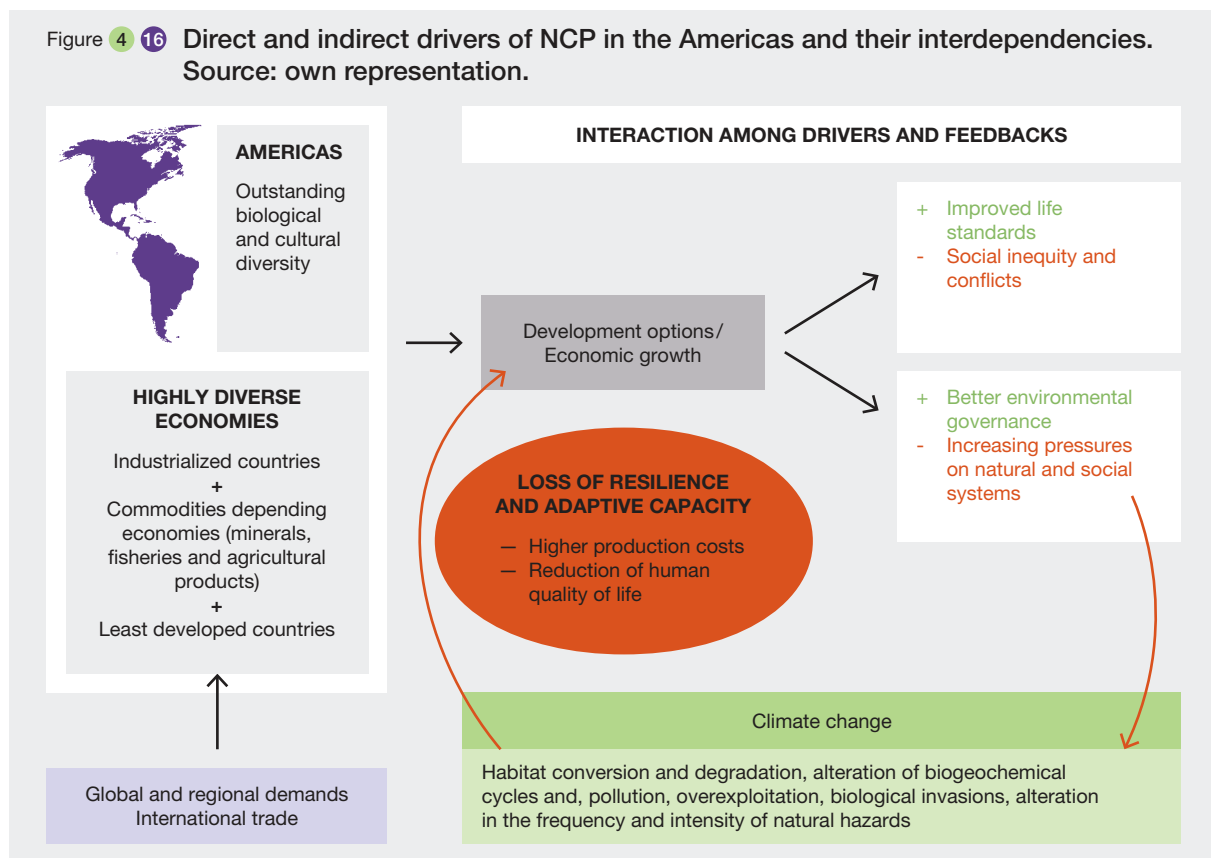 Figure 4 16 Direct and indirect drivers of NCP in the Americas and their interdependencies.
Source: own representation.
AMERICAS
Outstanding
biological
and cultural
diversity
HIGHLY DIVERSE
ECONOMIES
Industrialized countries
+
Commodities depending
economies (minerals,
fisheries and agricultural
products)
+
Least developed countries
Global and regional demands
International trade
INTERACTION AMONG DRIVERS AND FEEDBACKS
Development options/
Economic growth
+ Improved life
standards
- Social inequity and
conflicts
+ Better environmental
governance
- Increasing pressures
on natural and social
systems
LOSS OF RESILIENCE
AND ADAPTIVE CAPACITY
— Higher production costs
— Reduction of human
quality of life
Climate change
Habitat conversion and degradation, alteration of biogeochemical
cycles and, pollution, overexploitation, biological invasions, alteration
in the frequency and intensity of natural hazards